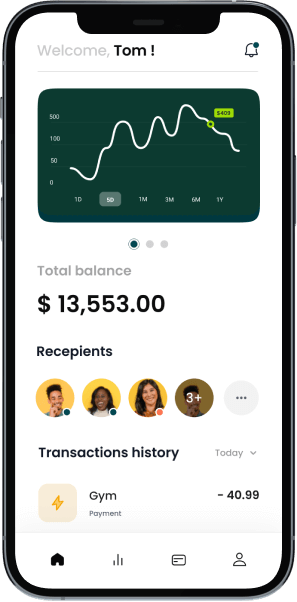 Welcome, Tom !
$409
500
100
50
0
1D 5D 1M 3M 6M 1Y
Total balance
$ 13,553.00
Recepients
3+
Transactions history Today
Gym - 40.99
Payment